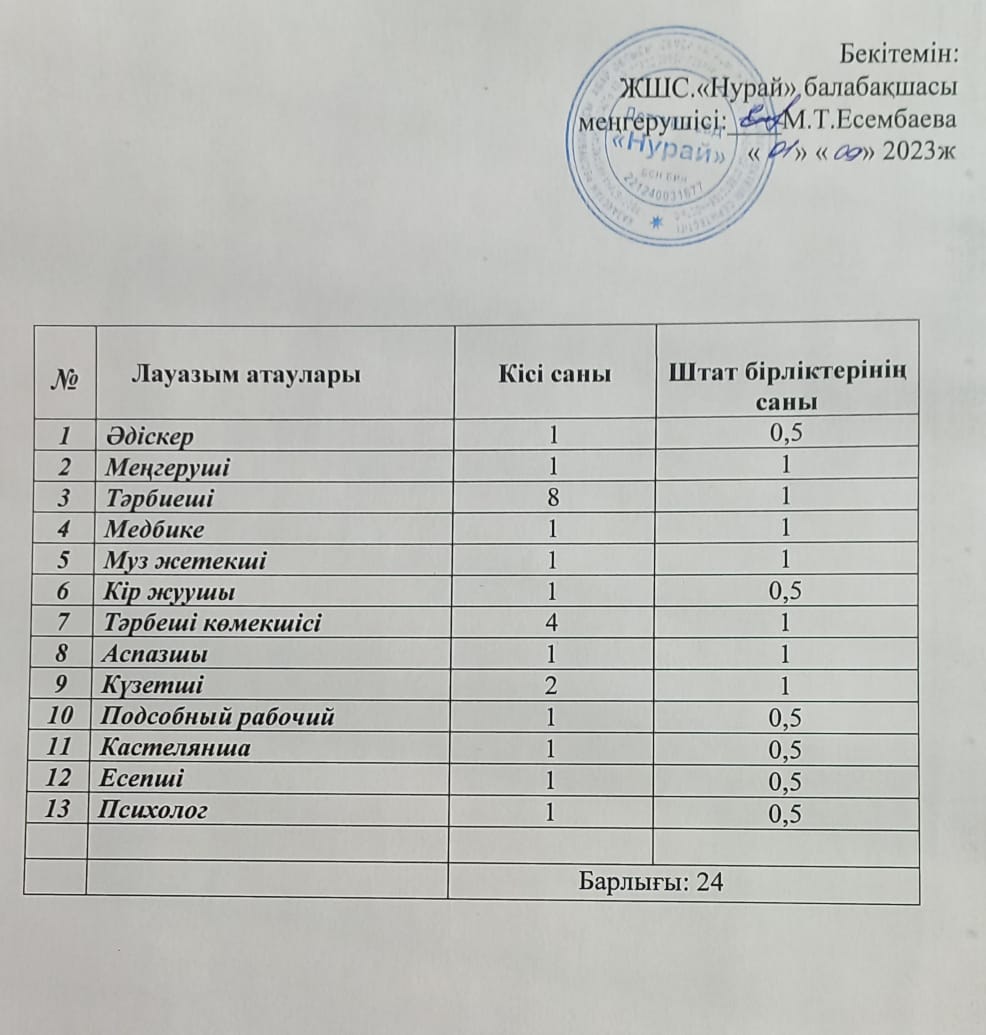 Бекітемін:
ЖШС.«Нурай» балабақшасы
меңгерушісі:____М.Т.Есембаева
« 01» « 09» 2023ж
«Нурай»
БСН БИН
221240031877
№ Лауазым атаулары Кісі саны Штат бірліктерінің
саны
1 Әдіскер 1 0,5
2 Меңгеруші 1 1
3 Тәрбиеші 8 1
4 Медбике 1 1
5 Муз жетекші 1 1
6 Кір жуушы 1 0,5
7 Тәрбеші көмекшісі 4 1
8 Аспазшы 1 1
9 Күзетші 2 1
10 Подсобный рабочий 1 0,5
11 Кастелянша 1 0,5
12 Есепші 1 0,5
13 Психолог 1 0,5
Барлығы: 24